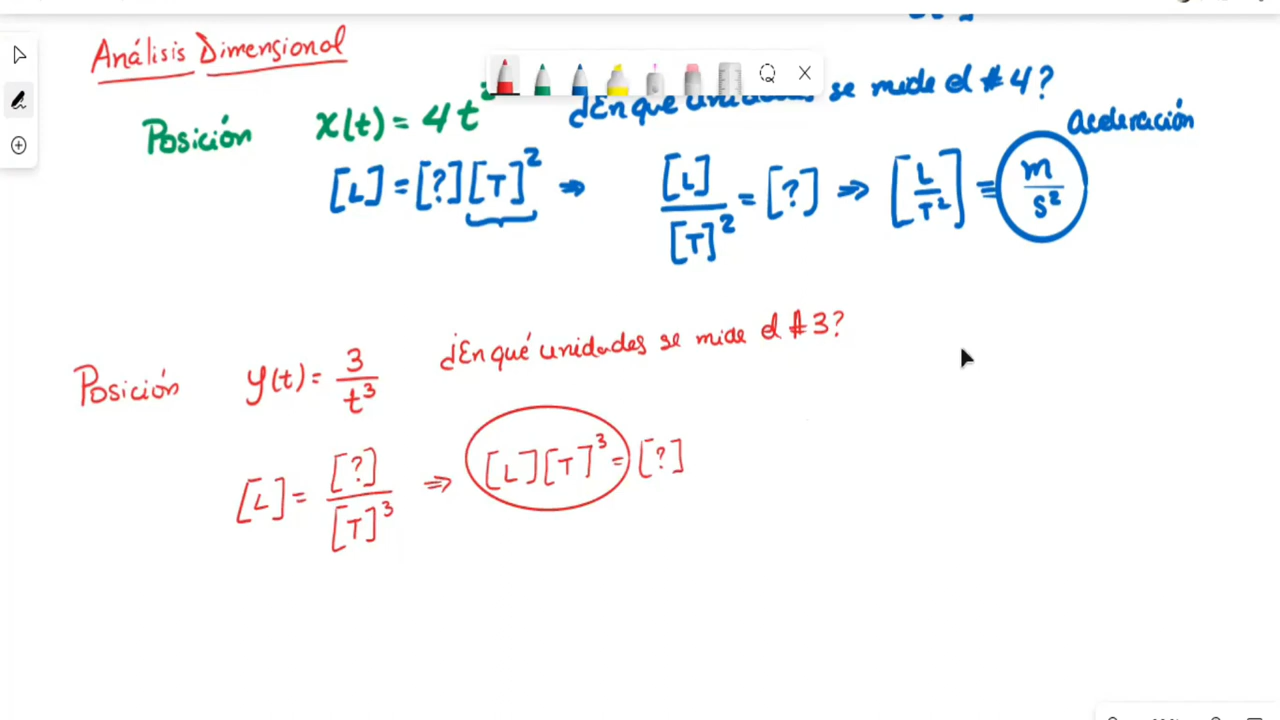 Análisis Dimensional
Posición x(t) = 4t² ¿En qué unidades se mide el #4?
aceleración
[L] = [?][T]² ⇒ [L]/[T]² = [?] ⇒ [L/T²] = m/s²
Posición y(t) = 3/t³ ¿En qué unidades se mide el #3?
[L] = [?]/[T]³ ⇒ [L][T]³ = [?]